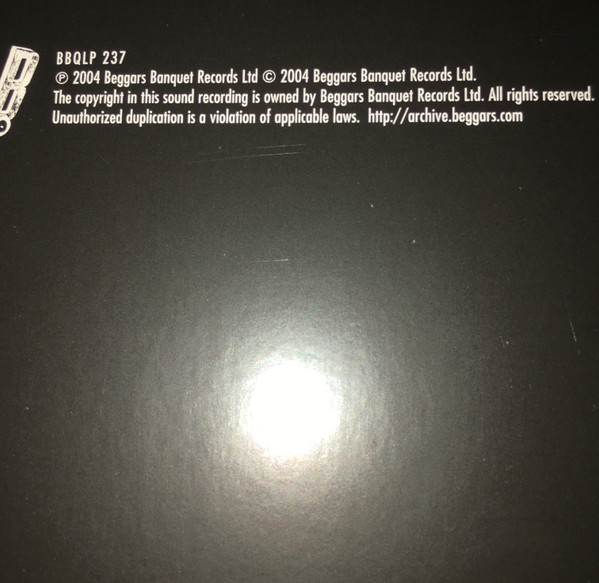 BBQLP 237
℗ 2004 Beggars Banquet Records Ltd © 2004 Beggars Banquet Records Ltd.
The copyright in this sound recording is owned by Beggars Banquet Records Ltd. All rights reserved.
Unauthorized duplication is a violation of applicable laws. http://archive.beggars.com